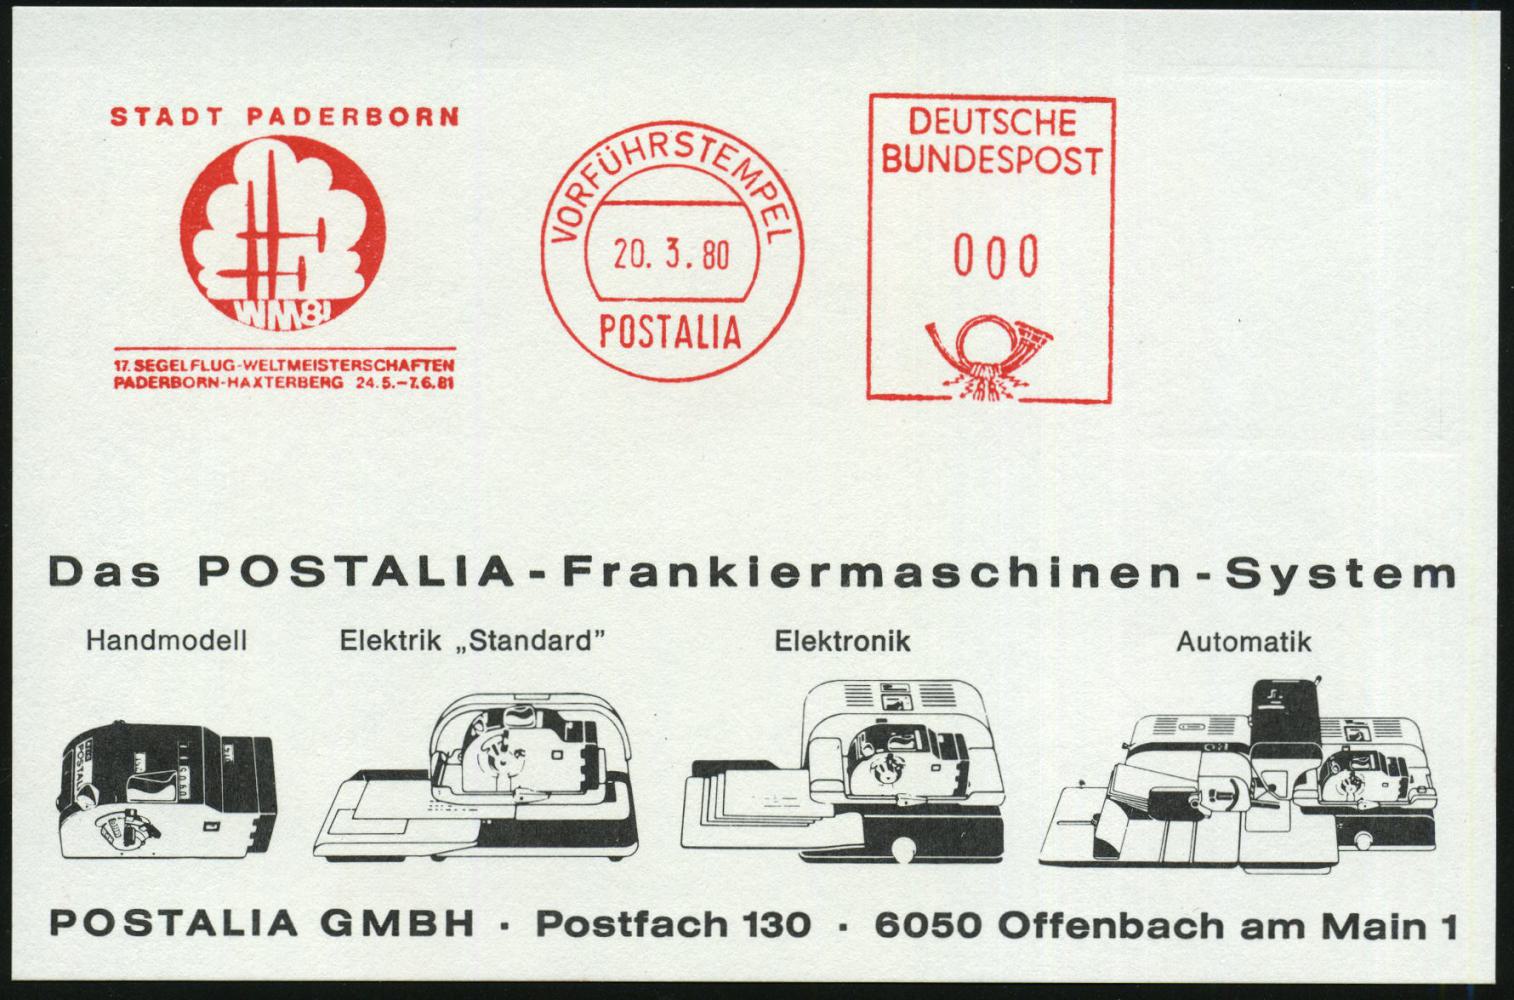 STADT PADERBORN
WM81
17. SEGELFLUG-WELTMEISTERSCHAFTEN
PADERBORN-HAXTERBERG 24.5.–7.6.81
VORFÜHRSTEMPEL
20. 3. 80
POSTALIA
DEUTSCHE
BUNDESPOST
000
Das POSTALIA-Frankiermaschinen-System
Handmodell
Elektrik „Standard”
Elektronik
Automatik
POSTALIA
POSTALIA GMBH · Postfach 130 · 6050 Offenbach am Main 1